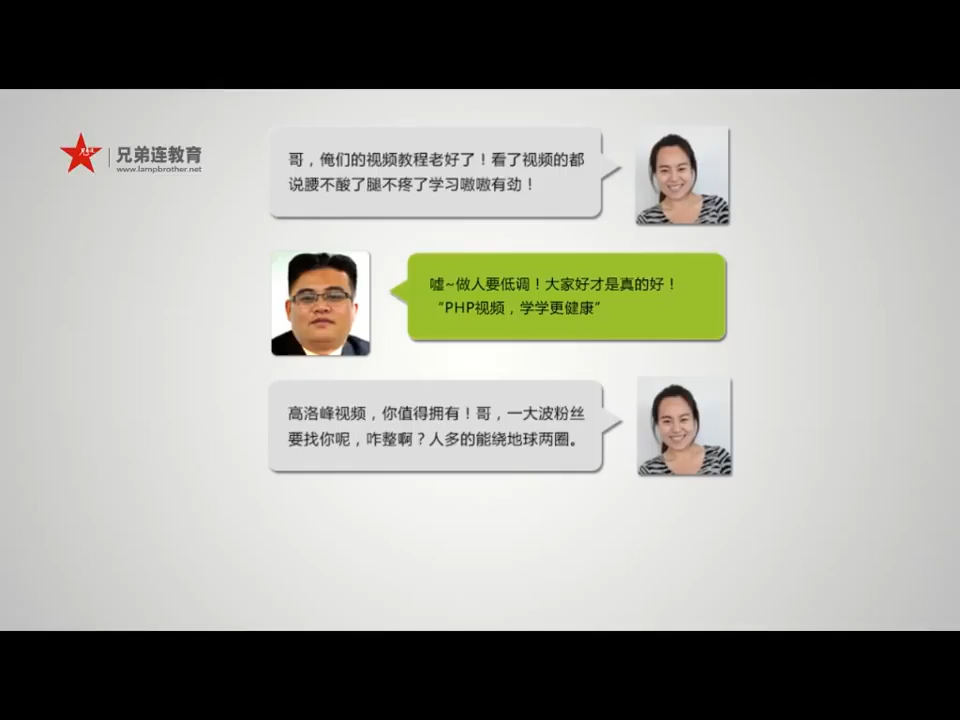 兄弟连教育
www.lampbrother.net
哥，俺们的视频教程老好了！看了视频的都
说腰不酸了腿不疼了学习嗷嗷有劲！
嘘~做人要低调！大家好才是真的好！
“PHP视频，学学更健康”
高洛峰视频，你值得拥有！哥，一大波粉丝
要找你呢，咋整啊？人多的能绕地球两圈。